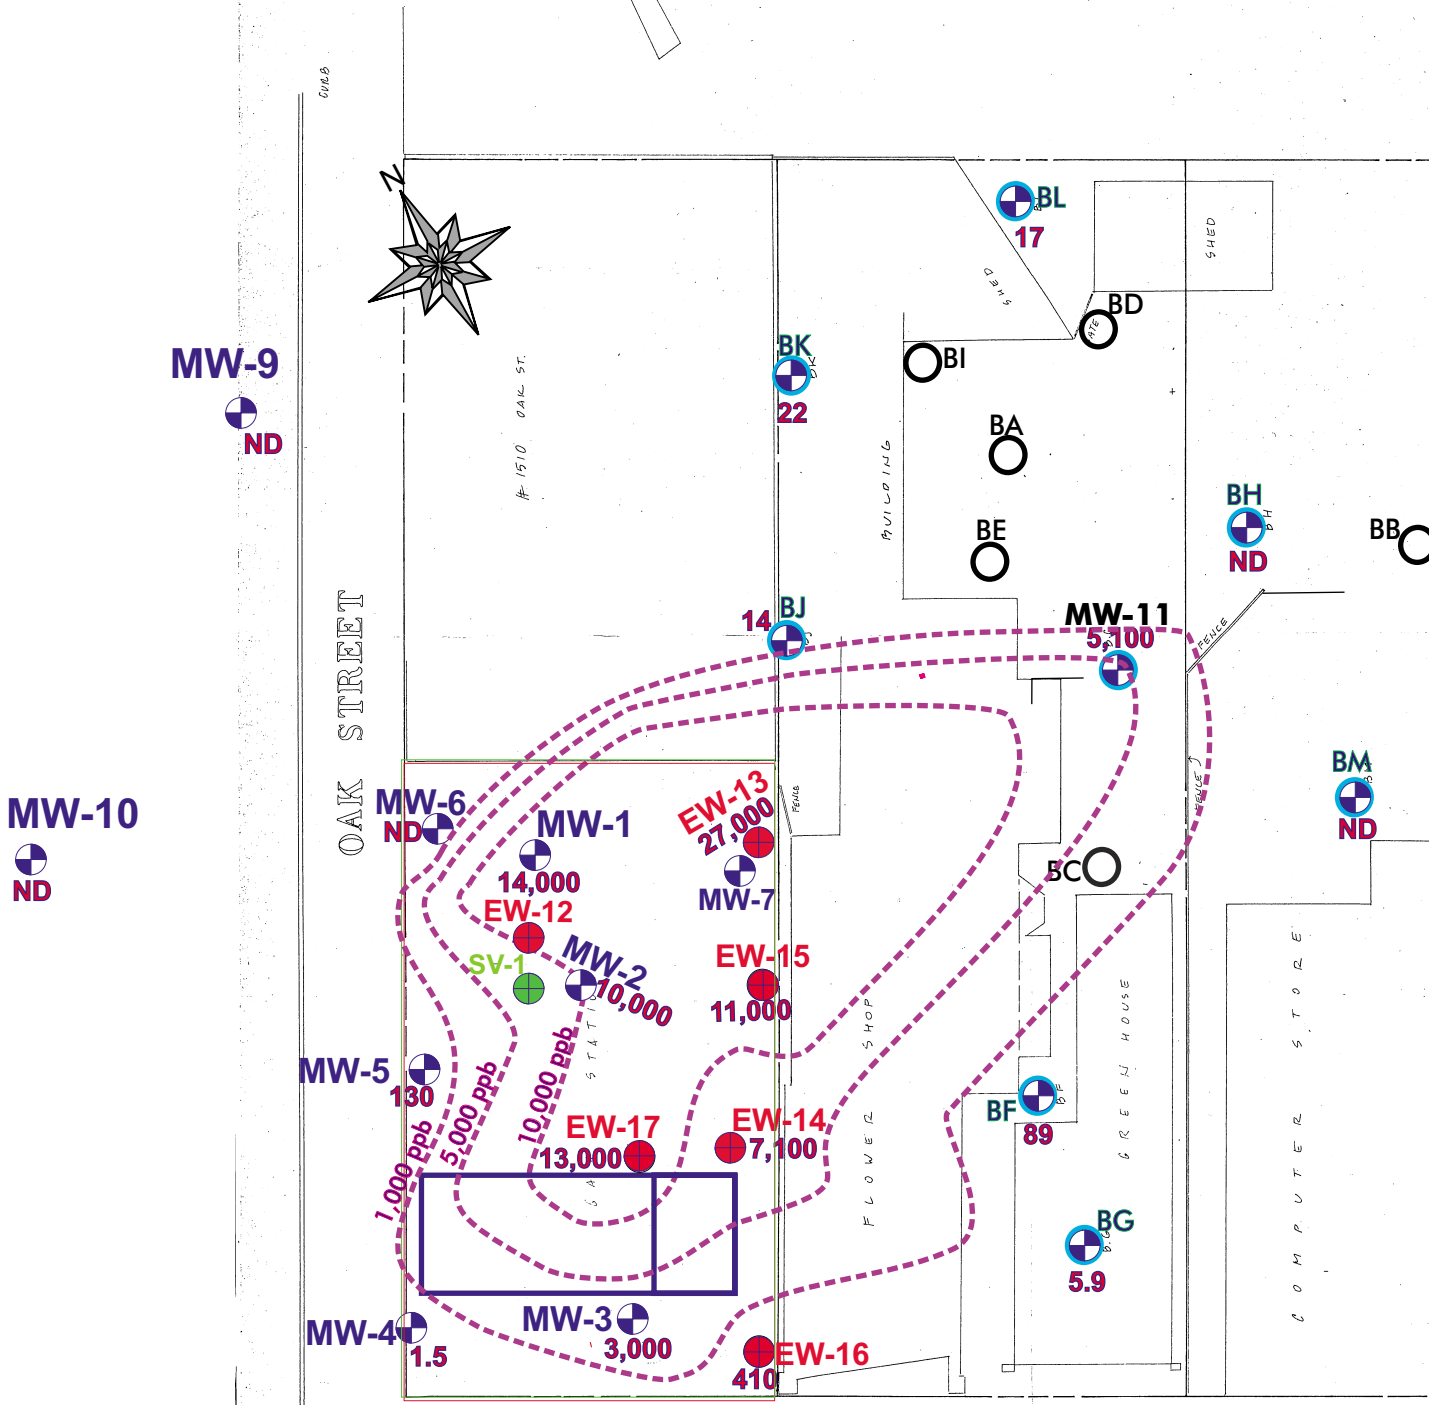 CURB
N
BL
17
SHED
SHED
BD
MW-9
ND
# 1510 OAK ST.
BK
22
BI
BA
BUILDING
BH
BH
ND
BE
BB
OAK STREET
14
BJ
MW-11
5,100
FENCE
MW-10
ND
MW-6
ND
MW-1
14,000
EW-13
27,000
FENCE
FENCE
BM
ND
MW-7
BC
EW-12
SV-1
MW-2
10,000
EW-15
11,000
MW-5
130
1,000 ppb
5,000 ppb
10,000 ppb
FLOWER SHOP
GREEN HOUSE
COMPUTER STORE
BF
BF
89
EW-17
13,000
EW-14
7,100
BG
5.9
MW-4
1.5
MW-3
3,000
EW-16
410